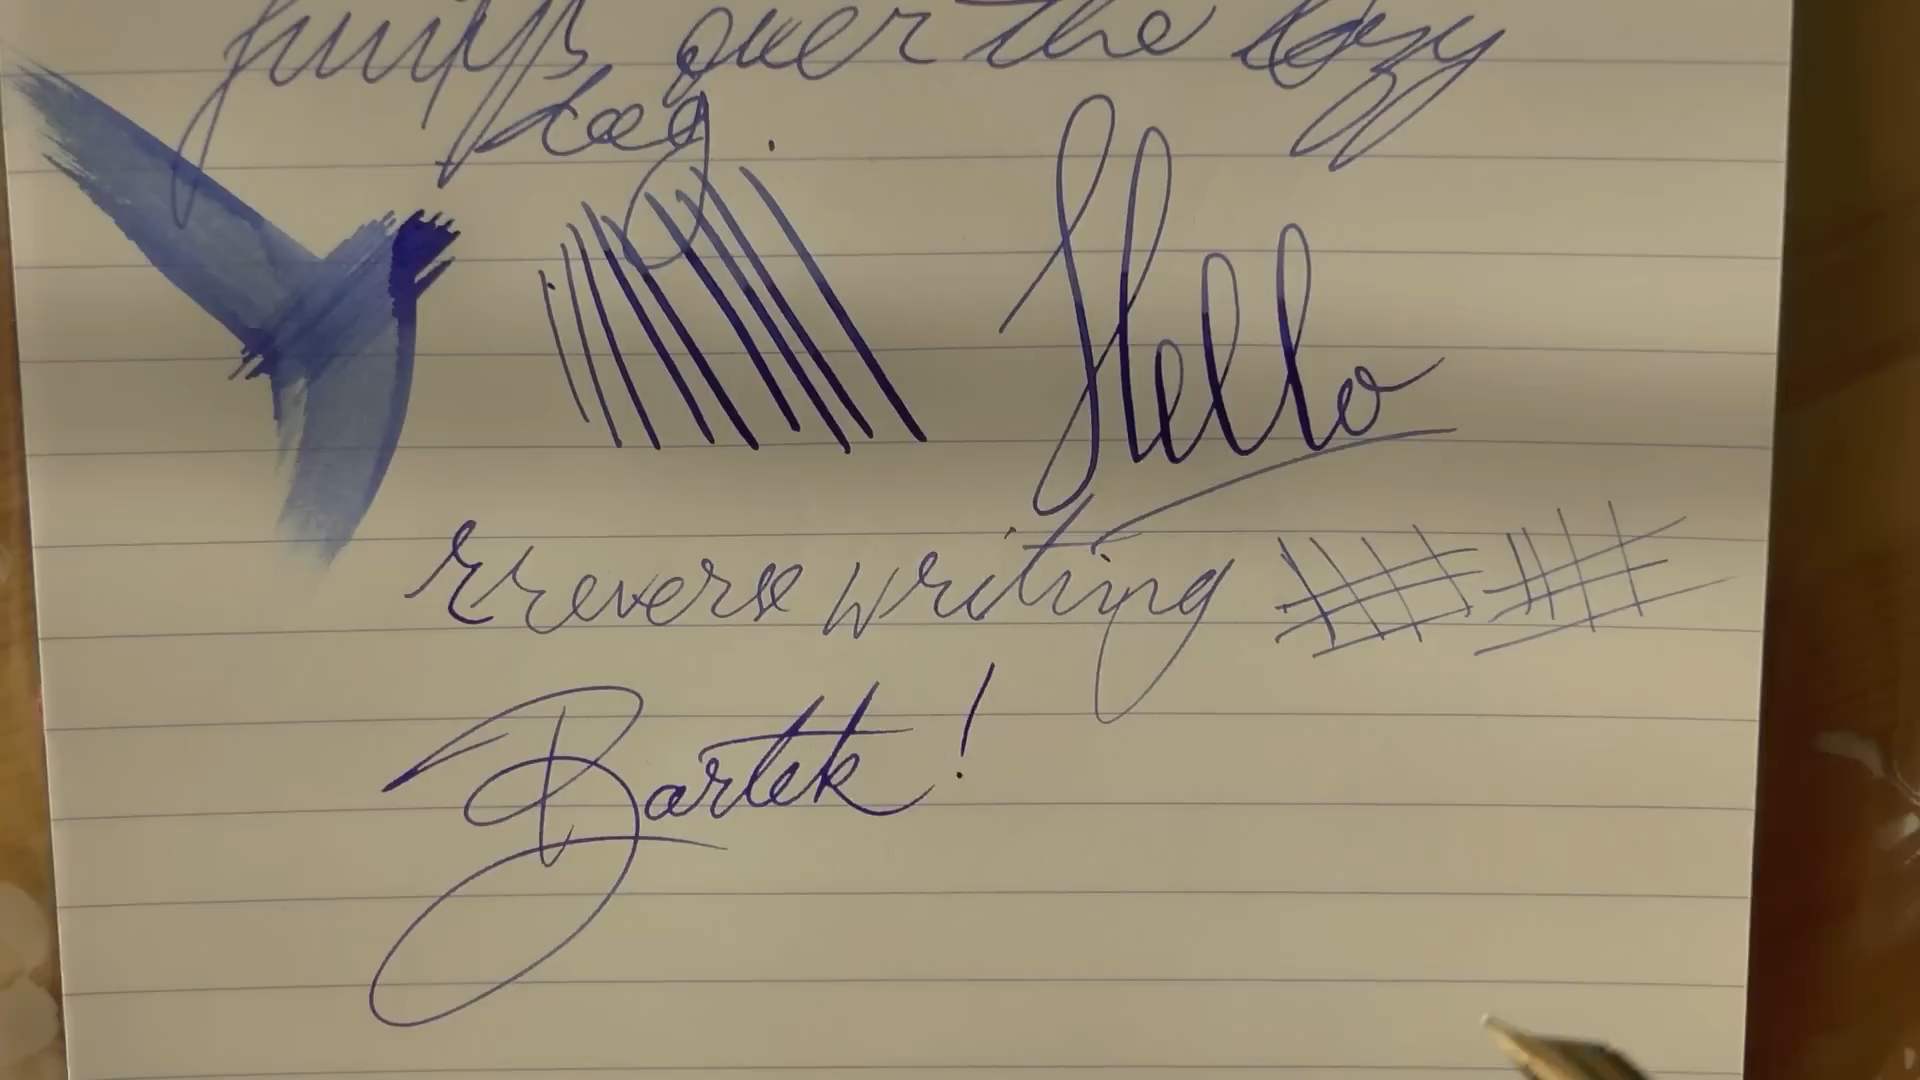 jumps over the lazy
dog.
Hello
rreverse writing
Bartek!